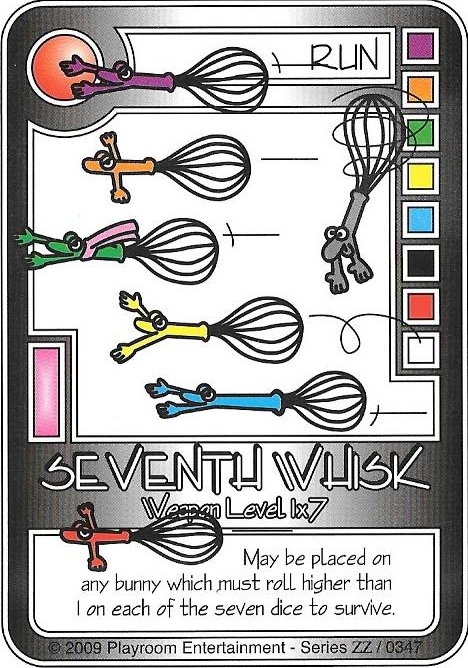 RUN
SEVENTH WHISK
Weapon Level 1x7
May be placed on
any bunny which must roll higher than
1 on each of the seven dice to survive.
© 2009 Playroom Entertainment - Series ZZ / 0347